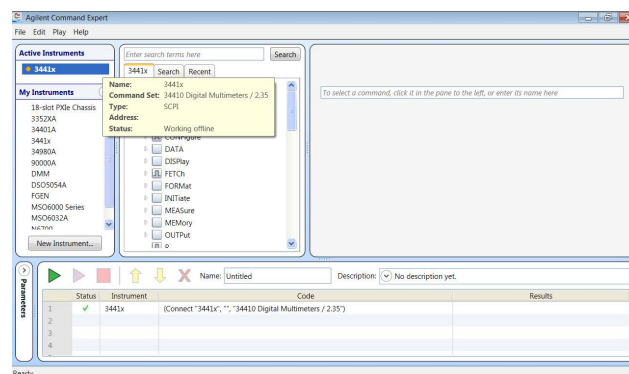 Agilent Command Expert
File Edit Play Help
Active Instruments
3441x
My Instruments
18-slot PXIe Chassis
3352XA
34401A
3441x
34980A
90000A
DMM
DSO5054A
FGEN
MSO6000 Series
MSO6032A
N6700
New Instrument...
Enter search terms here
Search
3441x Search Recent
Name: 3441x
Command Set: 34410 Digital Multimeters / 2.35
Type: SCPI
Address:
Status: Working offline
CONFigure
DATA
DISPlay
FETCh
FORMat
INITiate
MEASure
MEMory
OUTPut
R
To select a command, click it in the pane to the left, or enter its name here
Parameters
Name: Untitled Description: No description yet.
Status Instrument Code Results
1 3441x (Connect "3441x", "", "34410 Digital Multimeters / 2.35")
2
3
4
Ready